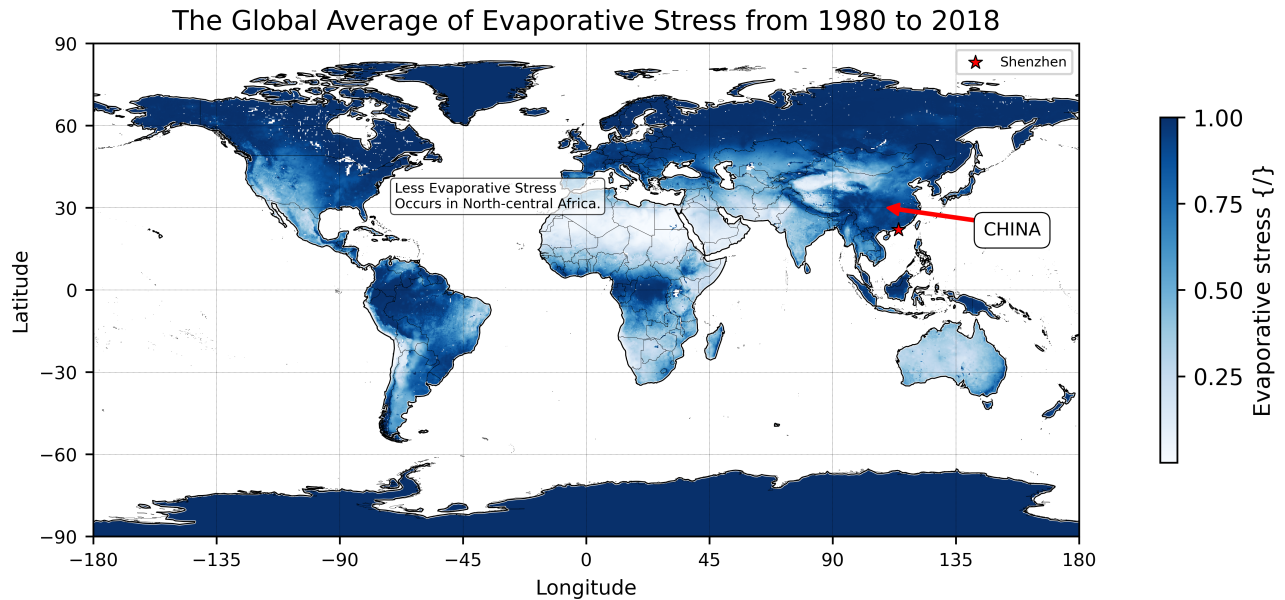 The Global Average of Evaporative Stress from 1980 to 2018
90
60
30
0
−30
−60
−90
Latitude
Shenzhen
Less Evaporative Stress
Occurs in North-central Africa.
CHINA
−180
−135
−90
−45
0
45
90
135
180
Longitude
1.00
0.75
0.50
0.25
Evaporative stress {/}